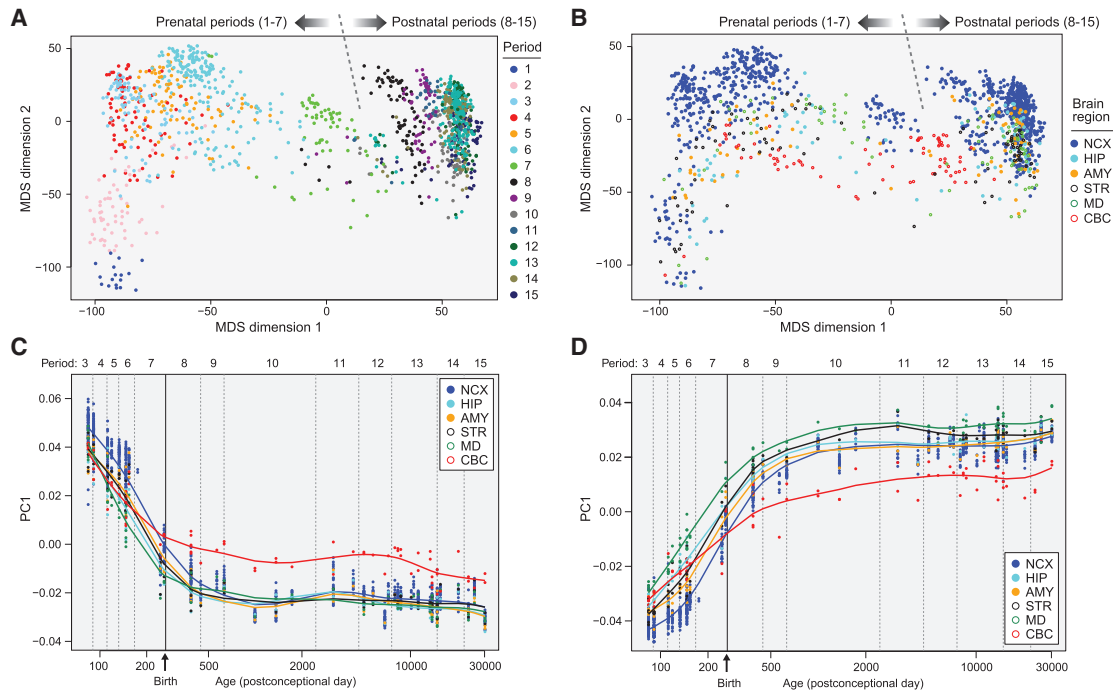 A
Prenatal periods (1-7)
Postnatal periods (8-15)
Period
1
2
3
4
5
6
7
8
9
10
11
12
13
14
15
50
0
−50
−100
MDS dimension 2
−100
−50
0
50
MDS dimension 1
B
Prenatal periods (1-7)
Postnatal periods (8-15)
Brain
region
NCX
HIP
AMY
STR
MD
CBC
50
0
−50
−100
MDS dimension 2
−100
−50
0
50
MDS dimension 1
C
Period: 3 4 5 6 7 8 9 10 11 12 13 14 15
NCX
HIP
AMY
STR
MD
CBC
0.06
0.04
0.02
0.00
−0.02
−0.04
PC1
100 200 500 2000 10000 30000
Birth
Age (postconceptional day)
D
Period: 3 4 5 6 7 8 9 10 11 12 13 14 15
NCX
HIP
AMY
STR
MD
CBC
0.04
0.02
0.00
−0.02
−0.04
PC1
100 200 500 2000 10000 30000
Birth
Age (postconceptional day)